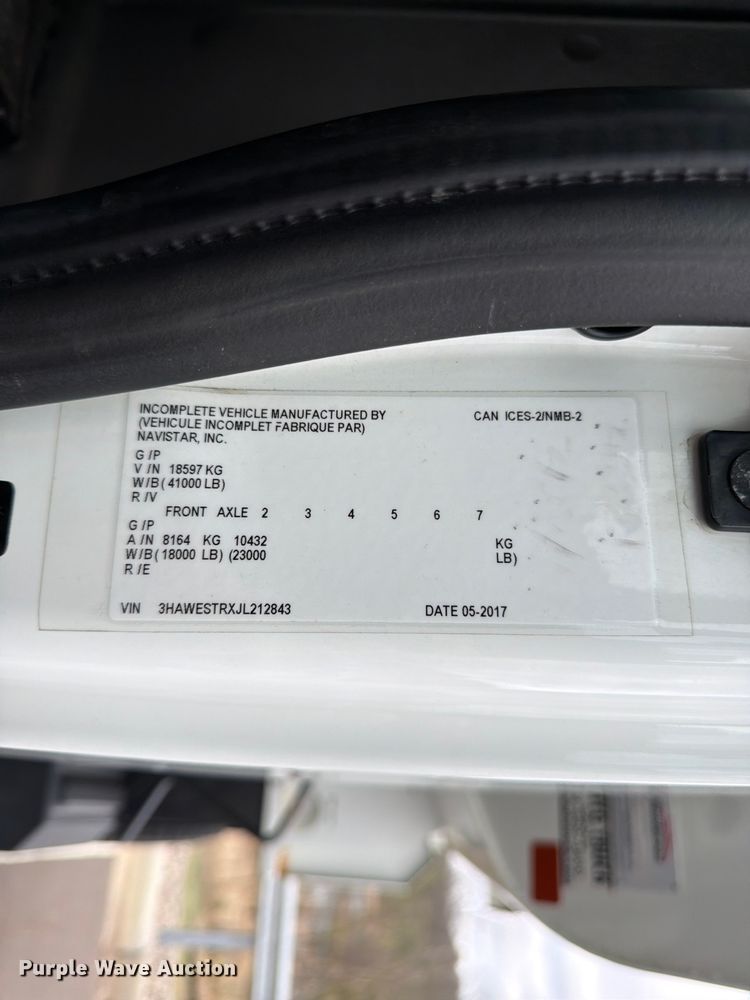 INCOMPLETE VEHICLE MANUFACTURED BY CAN ICES-2/NMB-2
(VEHICULE INCOMPLET FABRIQUE PAR)
NAVISTAR, INC.
G /P
V / N 18597 KG
W/B ( 41000 LB)
R /V
FRONT AXLE 2 3 4 5 6 7
G /P
A / N 8164 KG 10432 KG
W/B ( 18000 LB) (23000 LB)
R /E
VIN 3HAWESTRXJL212843 DATE 05-2017
Purple Wave Auction